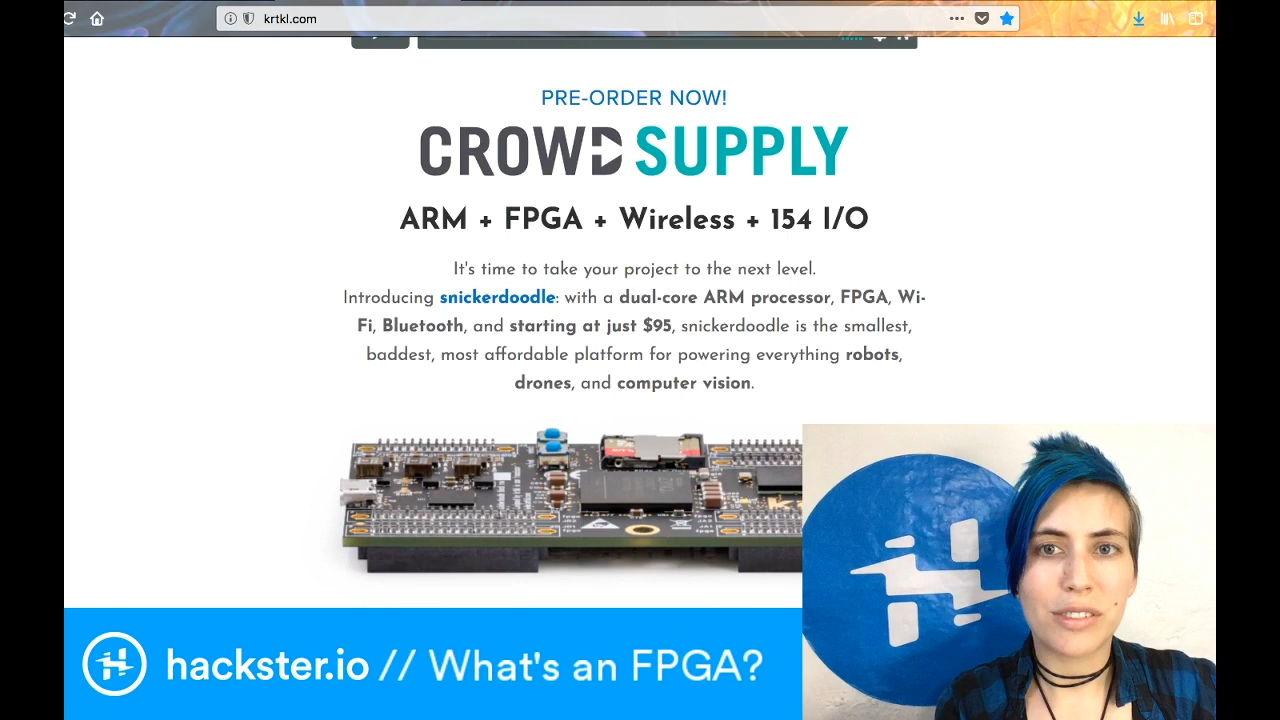 krtkl.com
PRE-ORDER NOW!
CROWD SUPPLY
ARM + FPGA + Wireless + 154 I/O
It's time to take your project to the next level.
Introducing snickerdoodle: with a dual-core ARM processor, FPGA, Wi-
Fi, Bluetooth, and starting at just $95, snickerdoodle is the smallest,
baddest, most affordable platform for powering everything robots,
drones, and computer vision.
hackster.io // What's an FPGA?